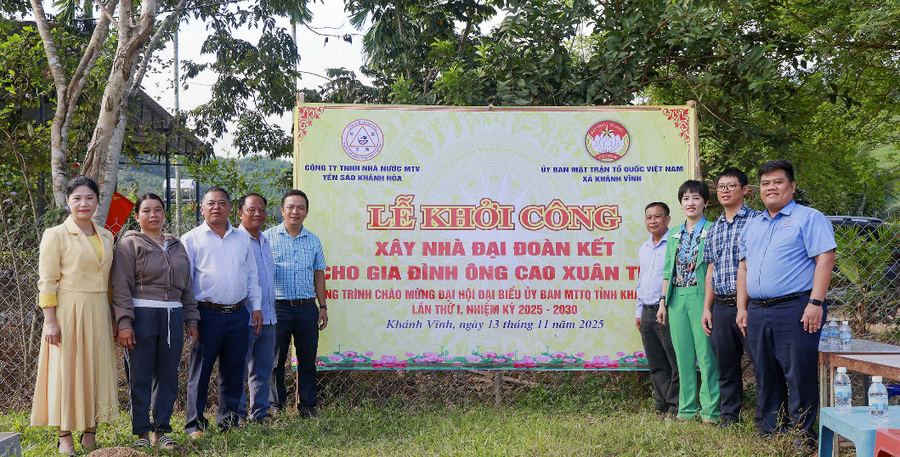 CÔNG TY TNHH NHÀ NƯỚC MTV
YẾN SÀO KHÁNH HÒA
ỦY BAN MẶT TRẬN TỔ QUỐC VIỆT NAM
XÃ KHÁNH VĨNH
LỄ KHỞI CÔNG
XÂY NHÀ ĐẠI ĐOÀN KẾT
CHO GIA ĐÌNH ÔNG CAO XUÂN
TRÌNH CHÀO MỪNG ĐẠI HỘI ĐẠI BIỂU ỦY BAN MTTQ TỈNH
LẦN THỨ I, NHIỆM KỲ 2025 - 2030
Khánh Vĩnh, ngày 13 tháng 11 năm 2025